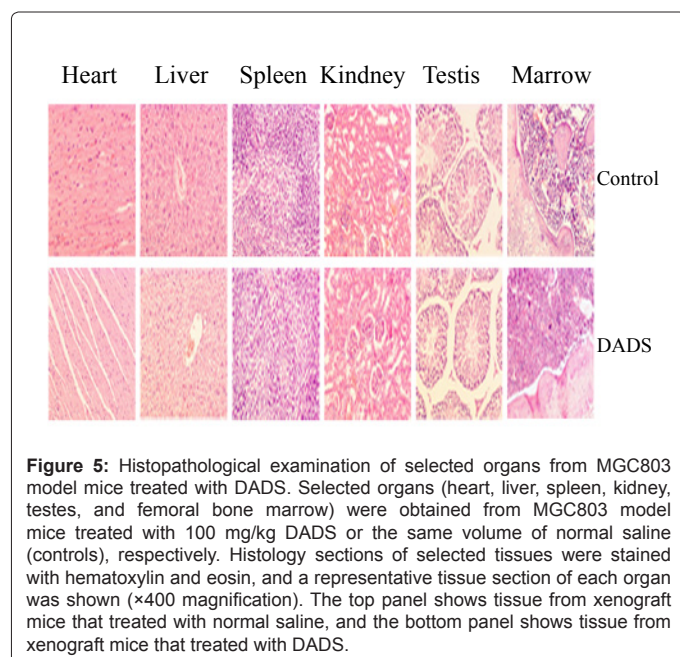 Heart Liver Spleen Kindney Testis Marrow
Control
DADS
Figure 5: Histopathological examination of selected organs from MGC803
model mice treated with DADS. Selected organs (heart, liver, spleen, kidney,
testes, and femoral bone marrow) were obtained from MGC803 model
mice treated with 100 mg/kg DADS or the same volume of normal saline
(controls), respectively. Histology sections of selected tissues were stained
with hematoxylin and eosin, and a representative tissue section of each organ
was shown (×400 magnification). The top panel shows tissue from xenograft
mice that treated with normal saline, and the bottom panel shows tissue from
xenograft mice that treated with DADS.